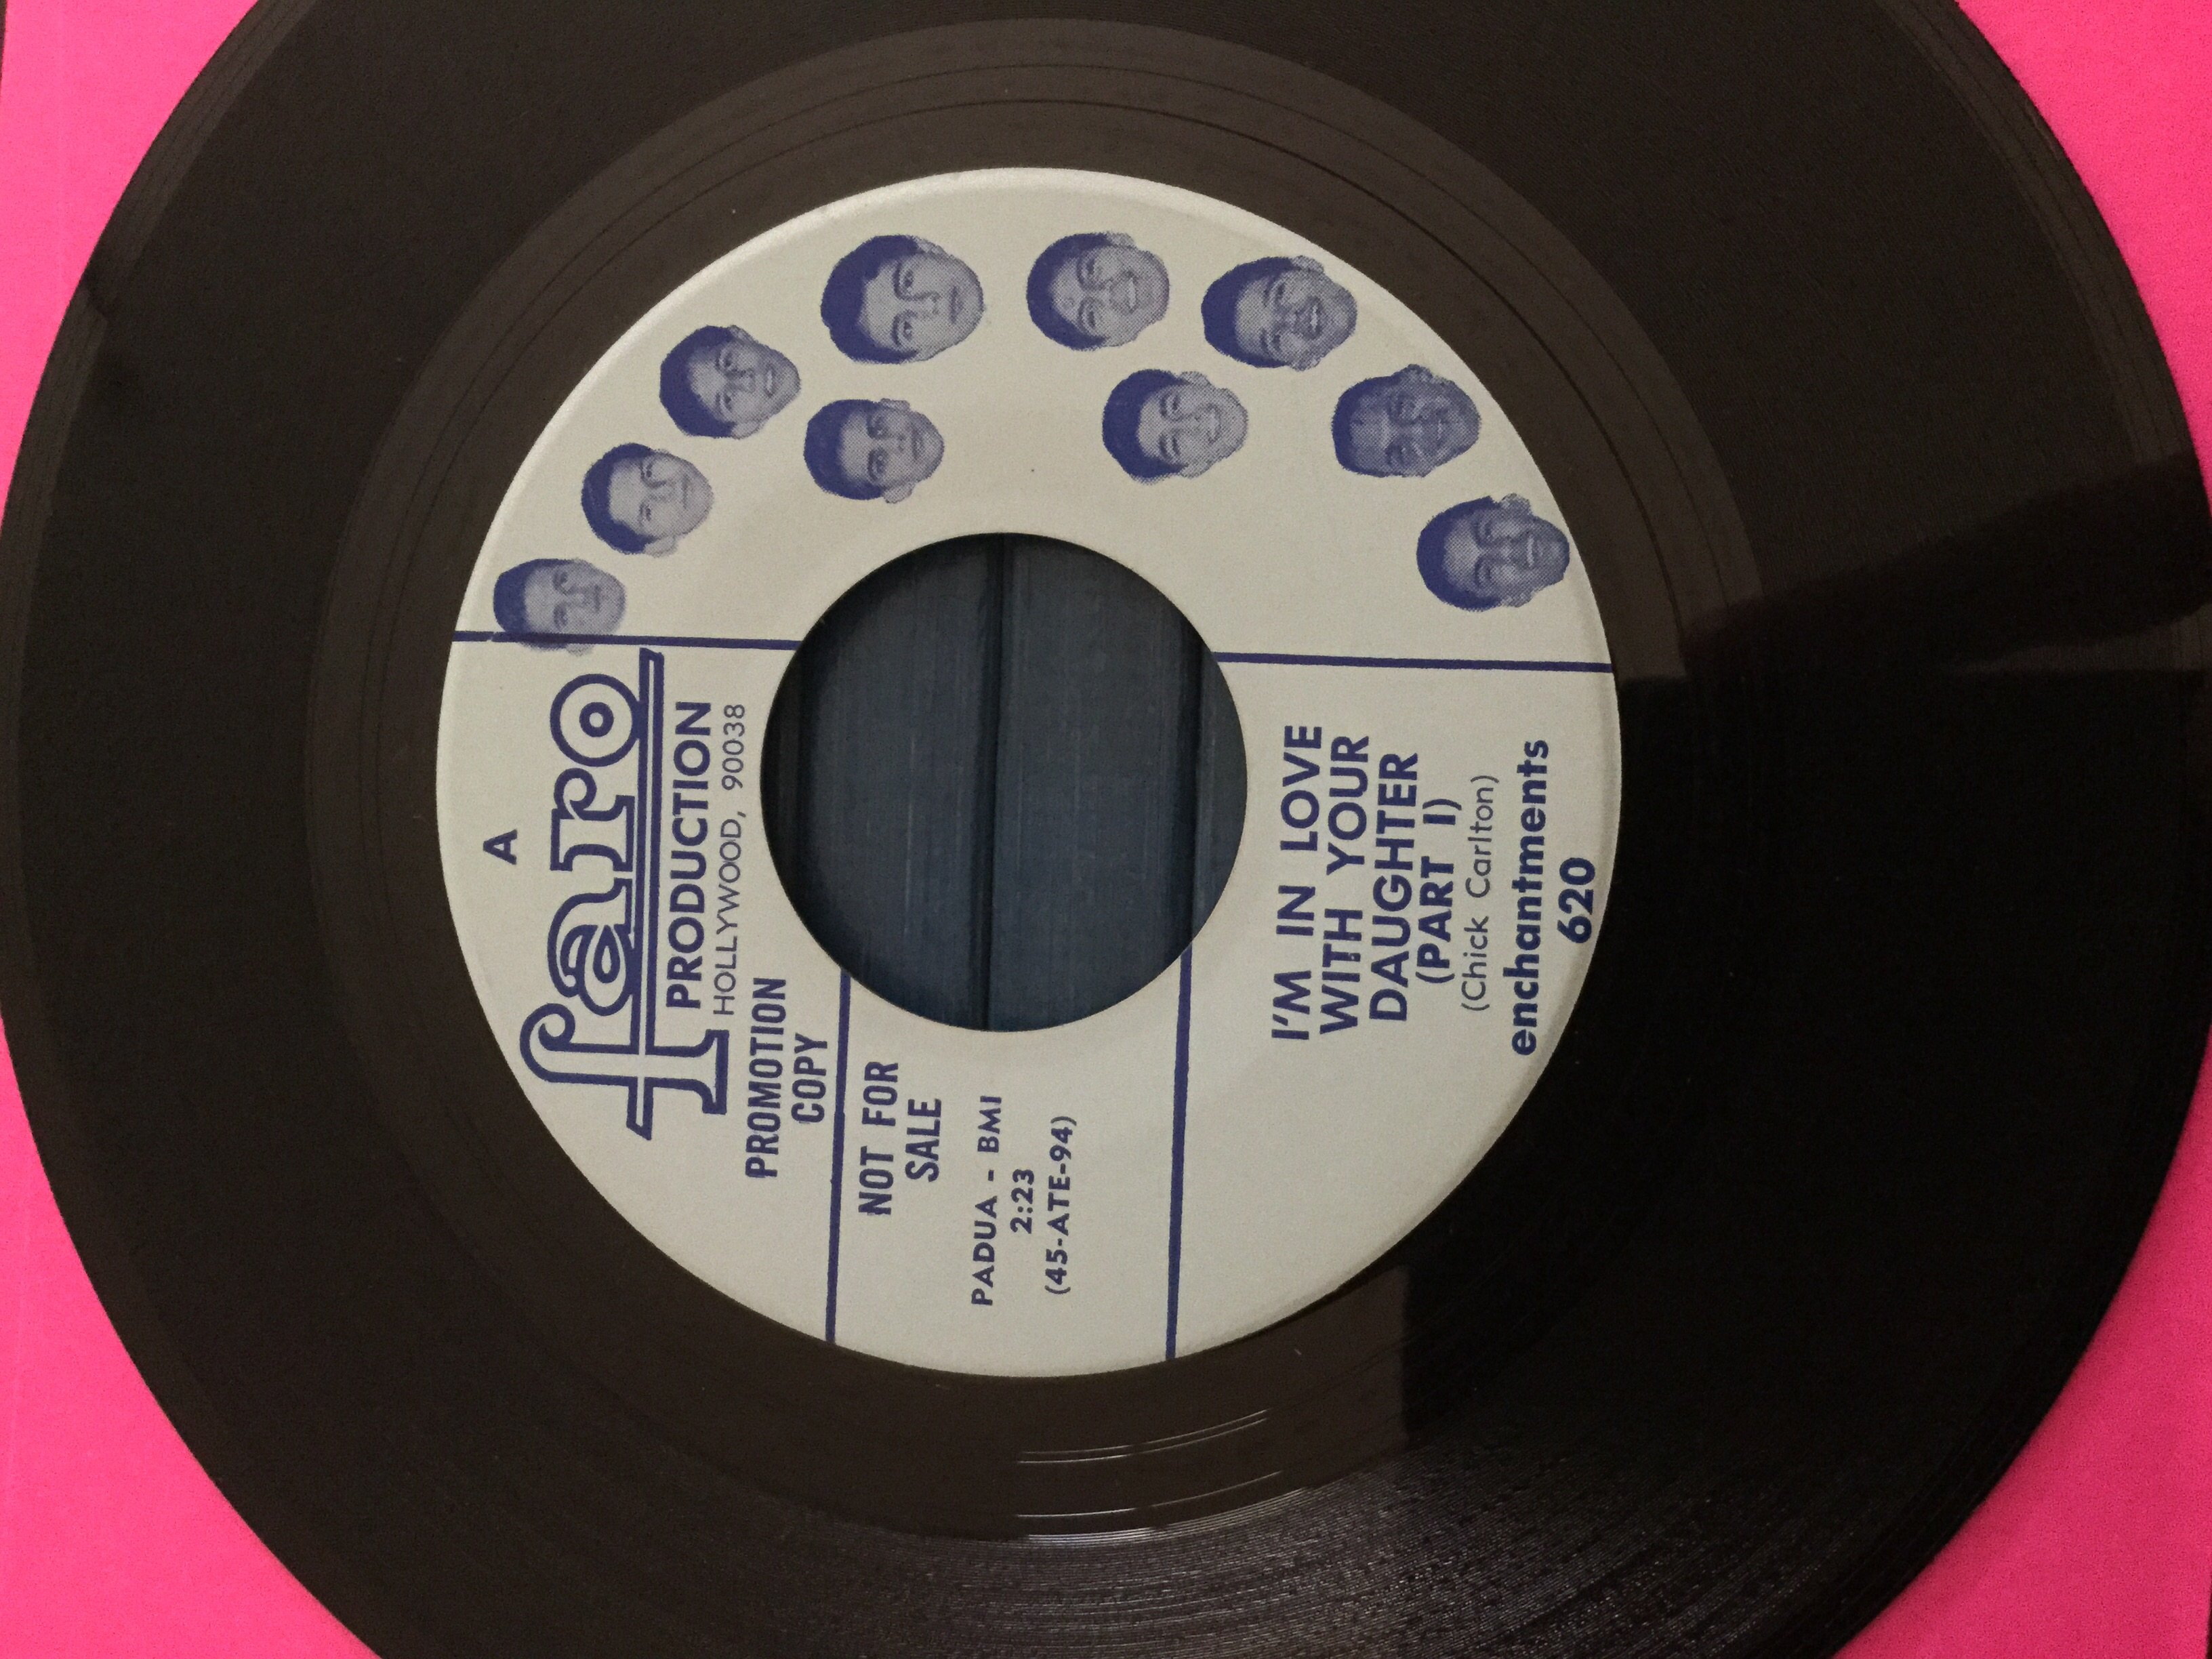 A
faro
PRODUCTION
HOLLYWOOD, 90038
PROMOTION
COPY
NOT FOR
SALE
PADUA - BMI
2:23
(45-ATE-94)
I'M IN LOVE
WITH YOUR
DAUGHTER
(PART I)
(Chick Carlton)
enchantments
620